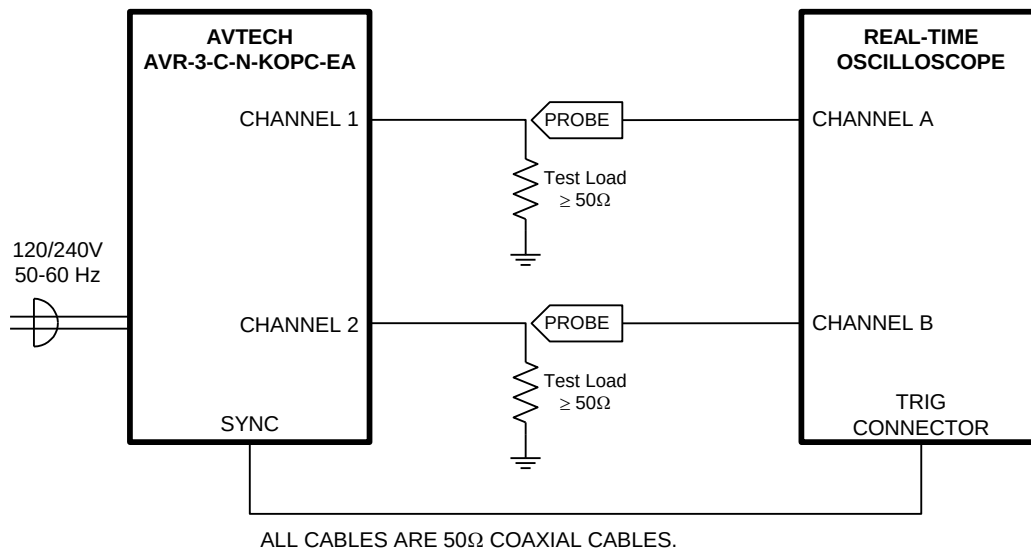 AVTECH
AVR-3-C-N-KOPC-EA
REAL-TIME
OSCILLOSCOPE
CHANNEL 1
PROBE
CHANNEL A
Test Load
≥ 50Ω
120/240V
50-60 Hz
CHANNEL 2
PROBE
CHANNEL B
Test Load
≥ 50Ω
SYNC
TRIG
CONNECTOR
ALL CABLES ARE 50Ω COAXIAL CABLES.